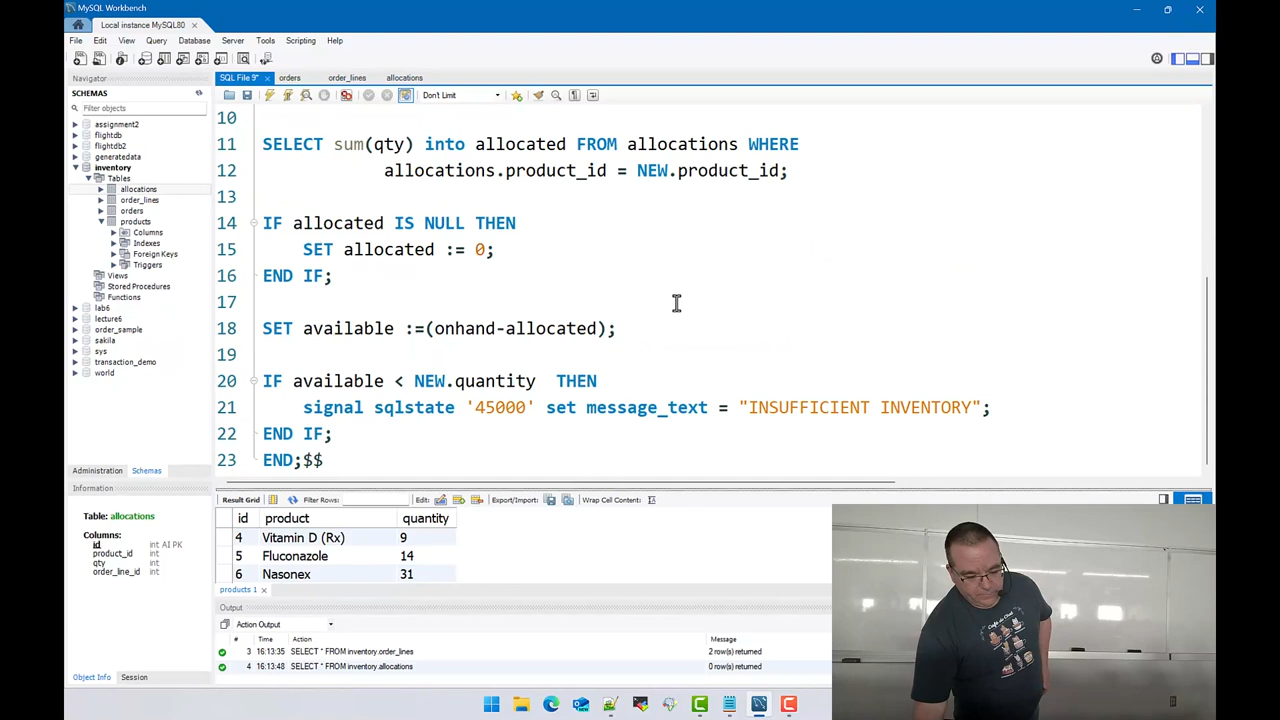 MySQL Workbench
Local instance MySQL80
File Edit View Query Database Server Tools Scripting Help
Navigator
SCHEMAS
Filter objects
assignment2
flightdb
flightdb2
generatedata
inventory
Tables
allocations
order_lines
orders
products
Columns
Indexes
Foreign Keys
Triggers
Views
Stored Procedures
Functions
lab6
lecture6
order_sample
sakila
sys
transaction_demo
world
Administration Schemas
Information
Table: allocations
Columns:
id int AI PK
product_id int
qty int
order_line_id int
Object Info Session
SQL File 9* orders order_lines allocations
Don't Limit
10
11 SELECT sum(qty) into allocated FROM allocations WHERE
12 allocations.product_id = NEW.product_id;
13
14 IF allocated IS NULL THEN
15 SET allocated := 0;
16 END IF;
17
18 SET available :=(onhand-allocated);
19
20 IF available < NEW.quantity THEN
21 signal sqlstate '45000' set message_text = "INSUFFICIENT INVENTORY";
22 END IF;
23 END;$$
Result Grid Filter Rows: Edit: Export/Import: Wrap Cell Content:
id product quantity
4 Vitamin D (Rx) 9
5 Fluconazole 14
6 Nasonex 31
products 1
Output
Action Output
# Time Action Message
3 16:13:35 SELECT * FROM inventory.order_lines 2 row(s) returned
4 16:13:48 SELECT * FROM inventory.allocations 0 row(s) returned